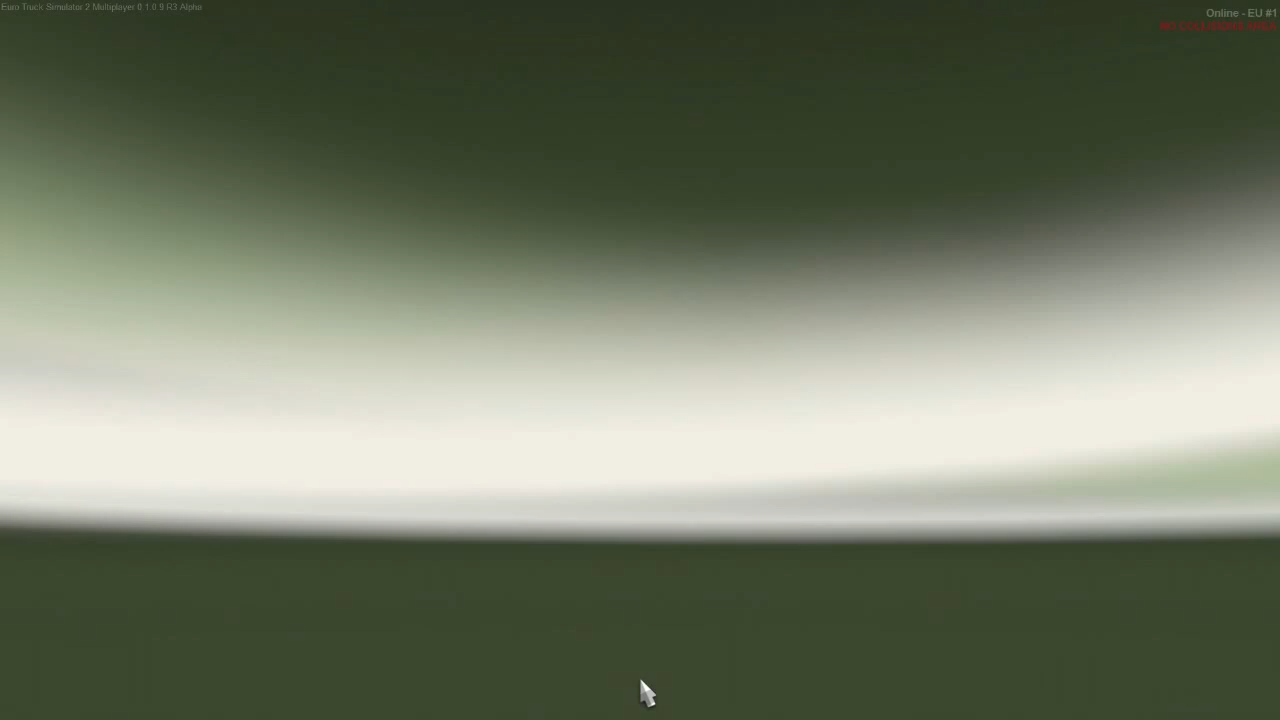 Euro Truck Simulator 2 Multiplayer 0.1.0.9 R3 Alpha
Online - EU #1